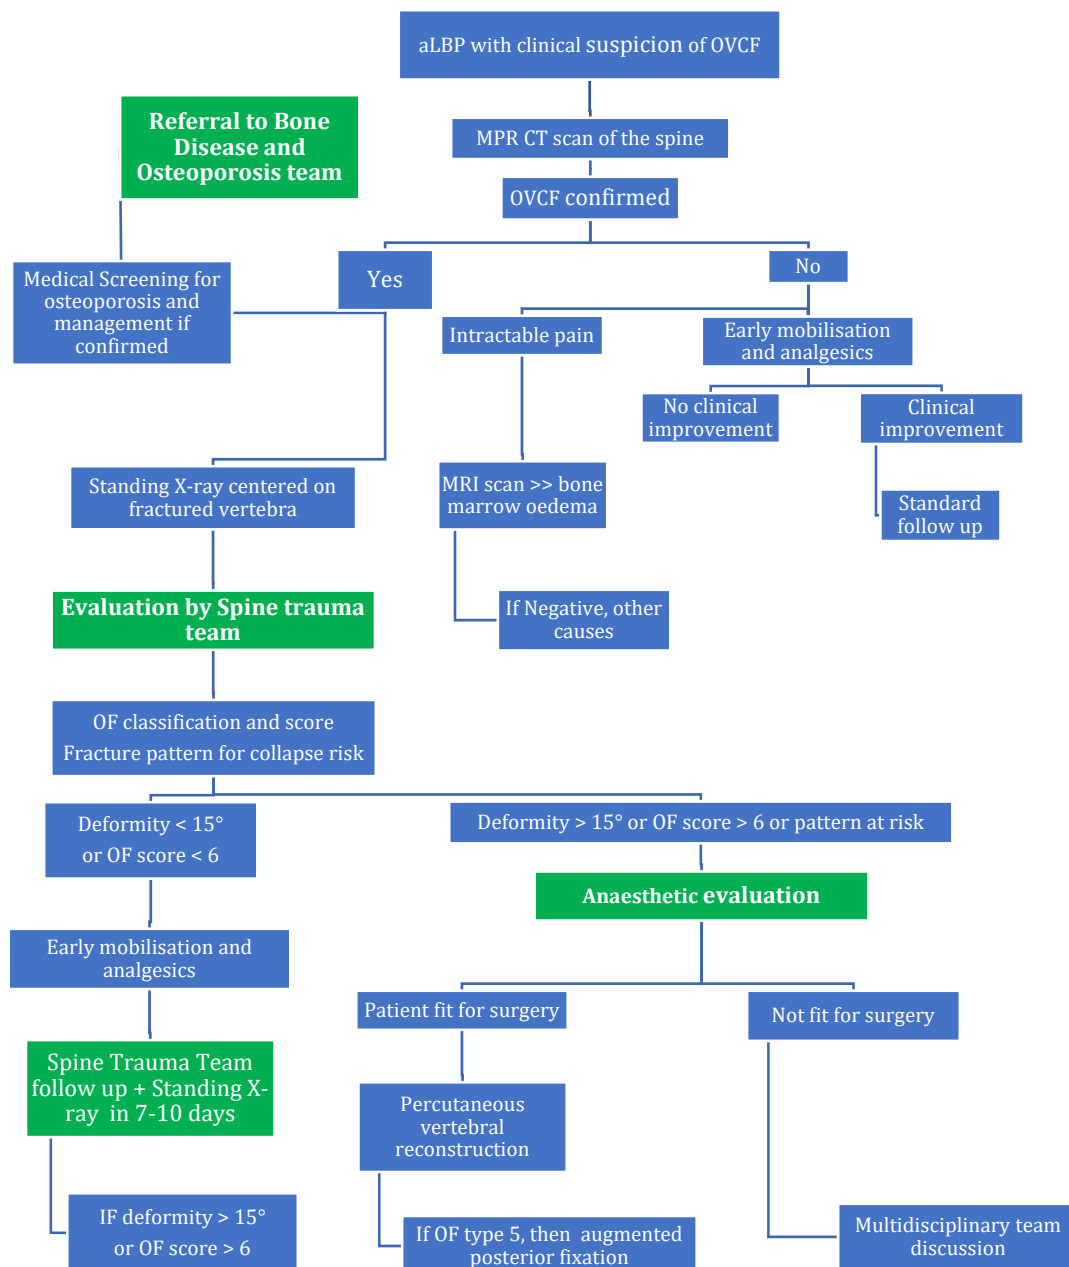 aLBP with clinical suspicion of OVCF
Referral to Bone
Disease and
Osteoporosis team
MPR CT scan of the spine
OVCF confirmed
Yes
No
Medical Screening for
osteoporosis and
management if
confirmed
Intractable pain
Early mobilisation
and analgesics
No clinical
improvement
Clinical
improvement
Standing X-ray centered on
fractured vertebra
MRI scan >> bone
marrow oedema
Standard
follow up
Evaluation by Spine trauma
team
If Negative, other
causes
OF classification and score
Fracture pattern for collapse risk
Deformity < 15°
or OF score < 6
Deformity > 15° or OF score > 6 or pattern at risk
Anaesthetic evaluation
Early mobilisation and
analgesics
Patient fit for surgery
Not fit for surgery
Spine Trauma Team
follow up + Standing X-
ray in 7-10 days
Percutaneous
vertebral
reconstruction
IF deformity > 15°
or OF score > 6
If OF type 5, then augmented
posterior fixation
Multidisciplinary team
discussion